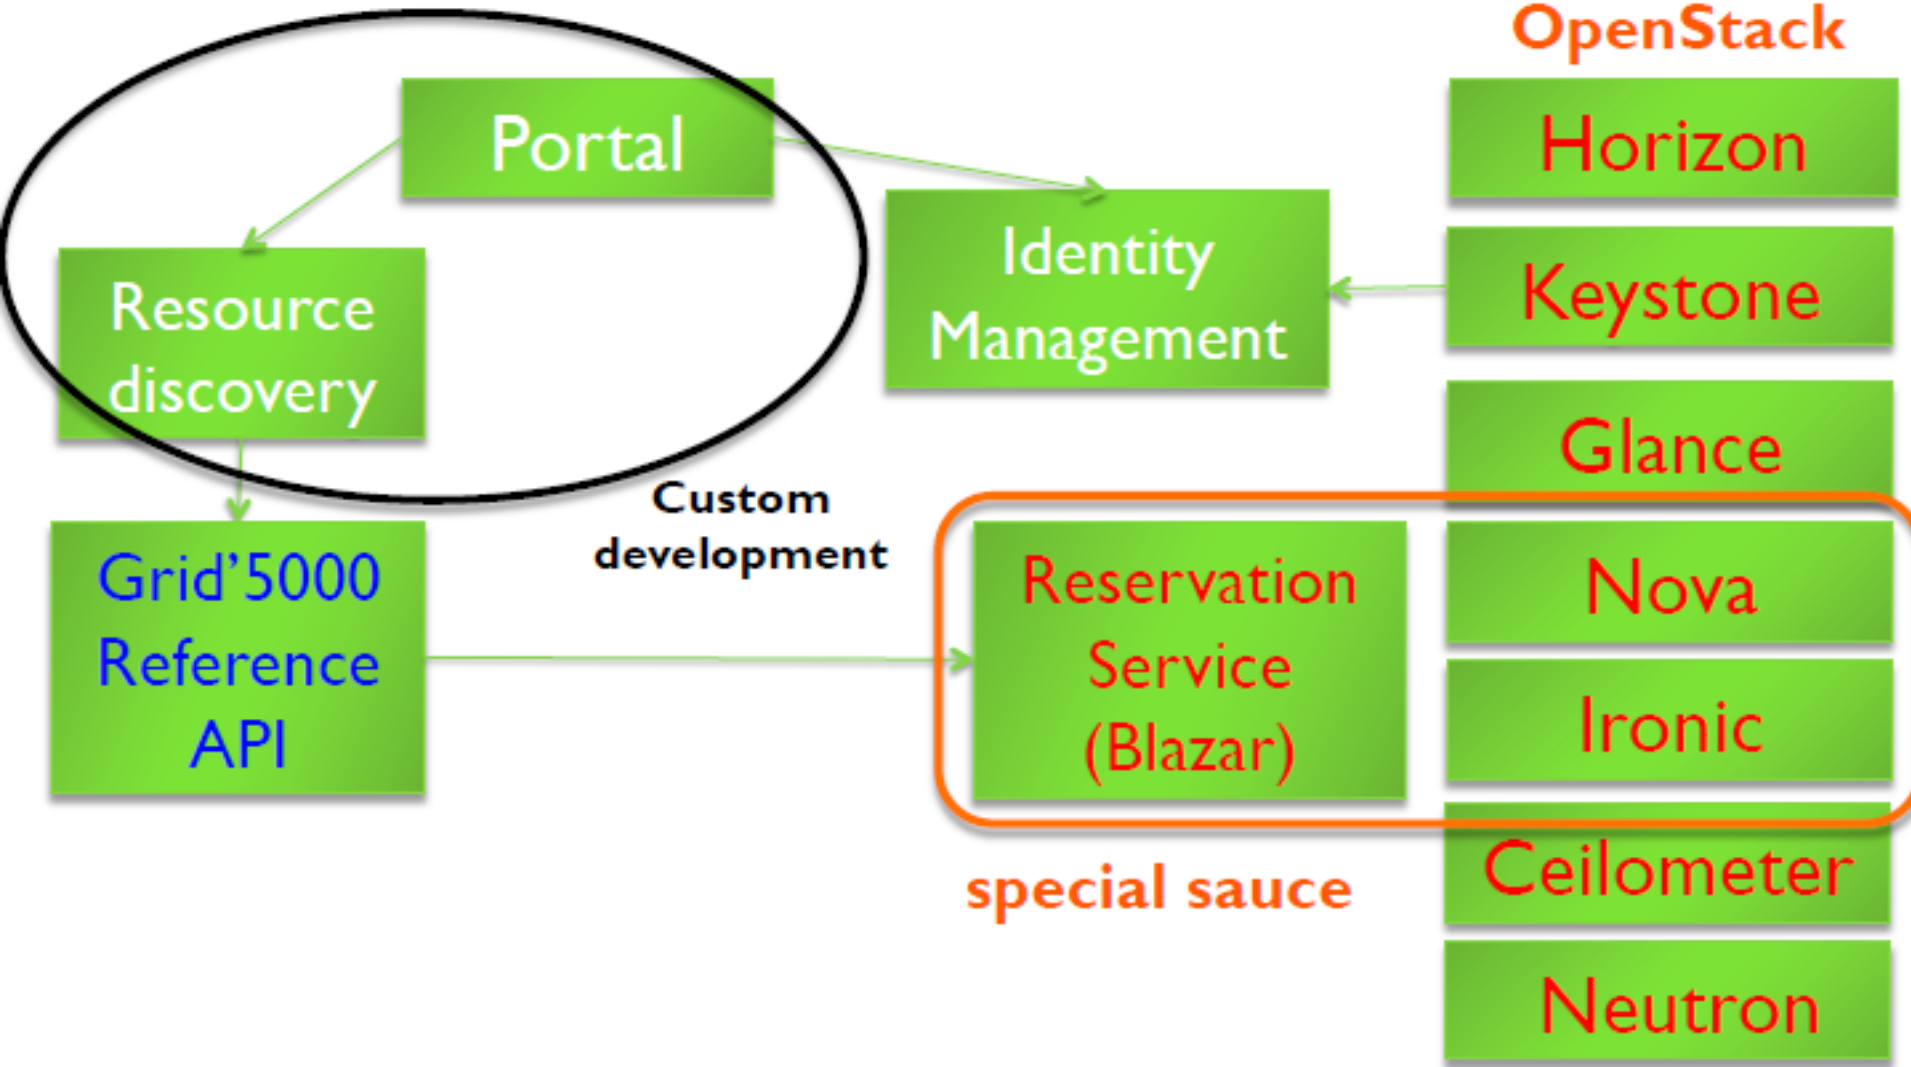 OpenStack
Portal
Horizon
Identity
Management
Keystone
Resource
discovery
Glance
Custom
development
Grid’5000
Reference
API
Reservation
Service
(Blazar)
Nova
Ironic
special sauce
Ceilometer
Neutron